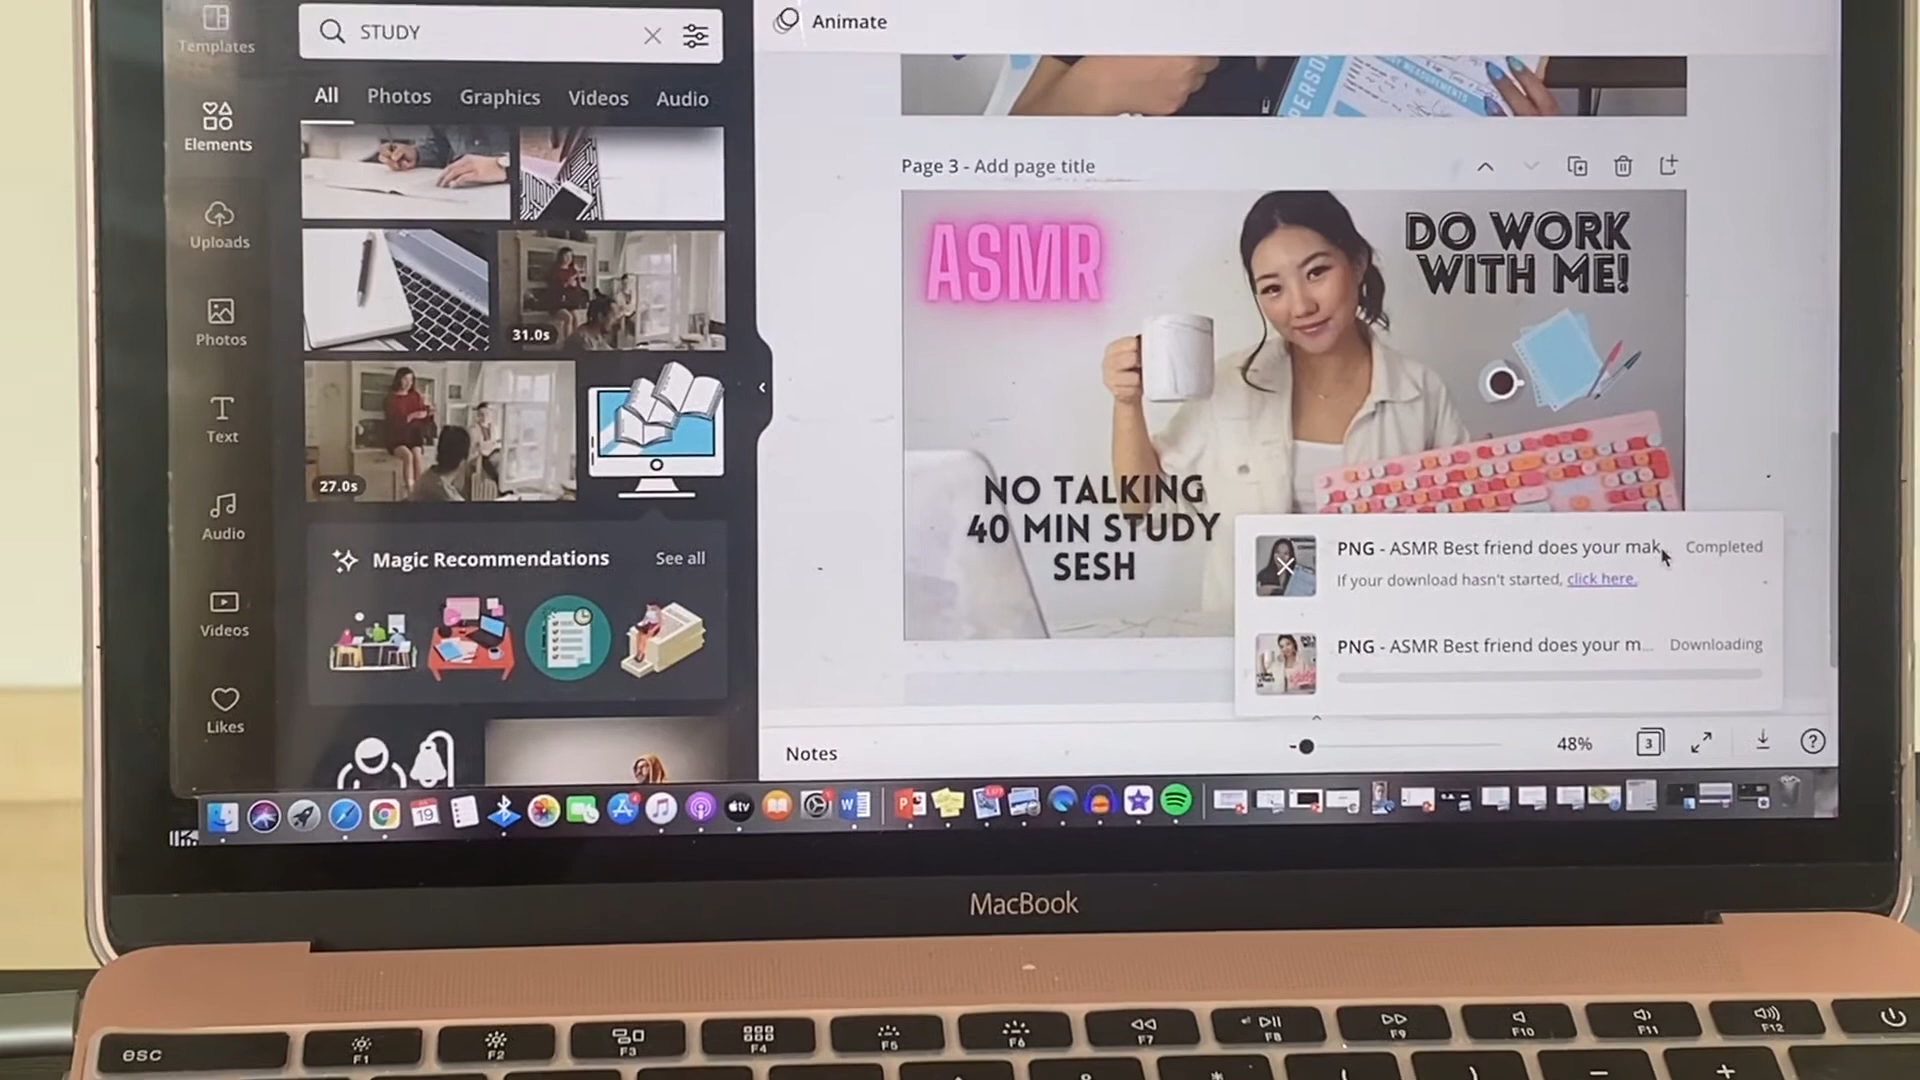 Templates
Elements
Uploads
Photos
Text
Audio
Videos
Likes
STUDY
All Photos Graphics Videos Audio
31.0s
27.0s
Magic Recommendations See all
Animate
Page 3 - Add page title
ASMR
DO WORK
WITH ME!
NO TALKING
40 MIN STUDY
SESH
PNG - ASMR Best friend does your mak Completed
If your download hasn't started, click here.
PNG - ASMR Best friend does your m... Downloading
Notes
48%
3
19
tv
W
P
MacBook
esc
F1
F2
F3
F4
F5
F6
F7
F8
F9
F10
F11
F12